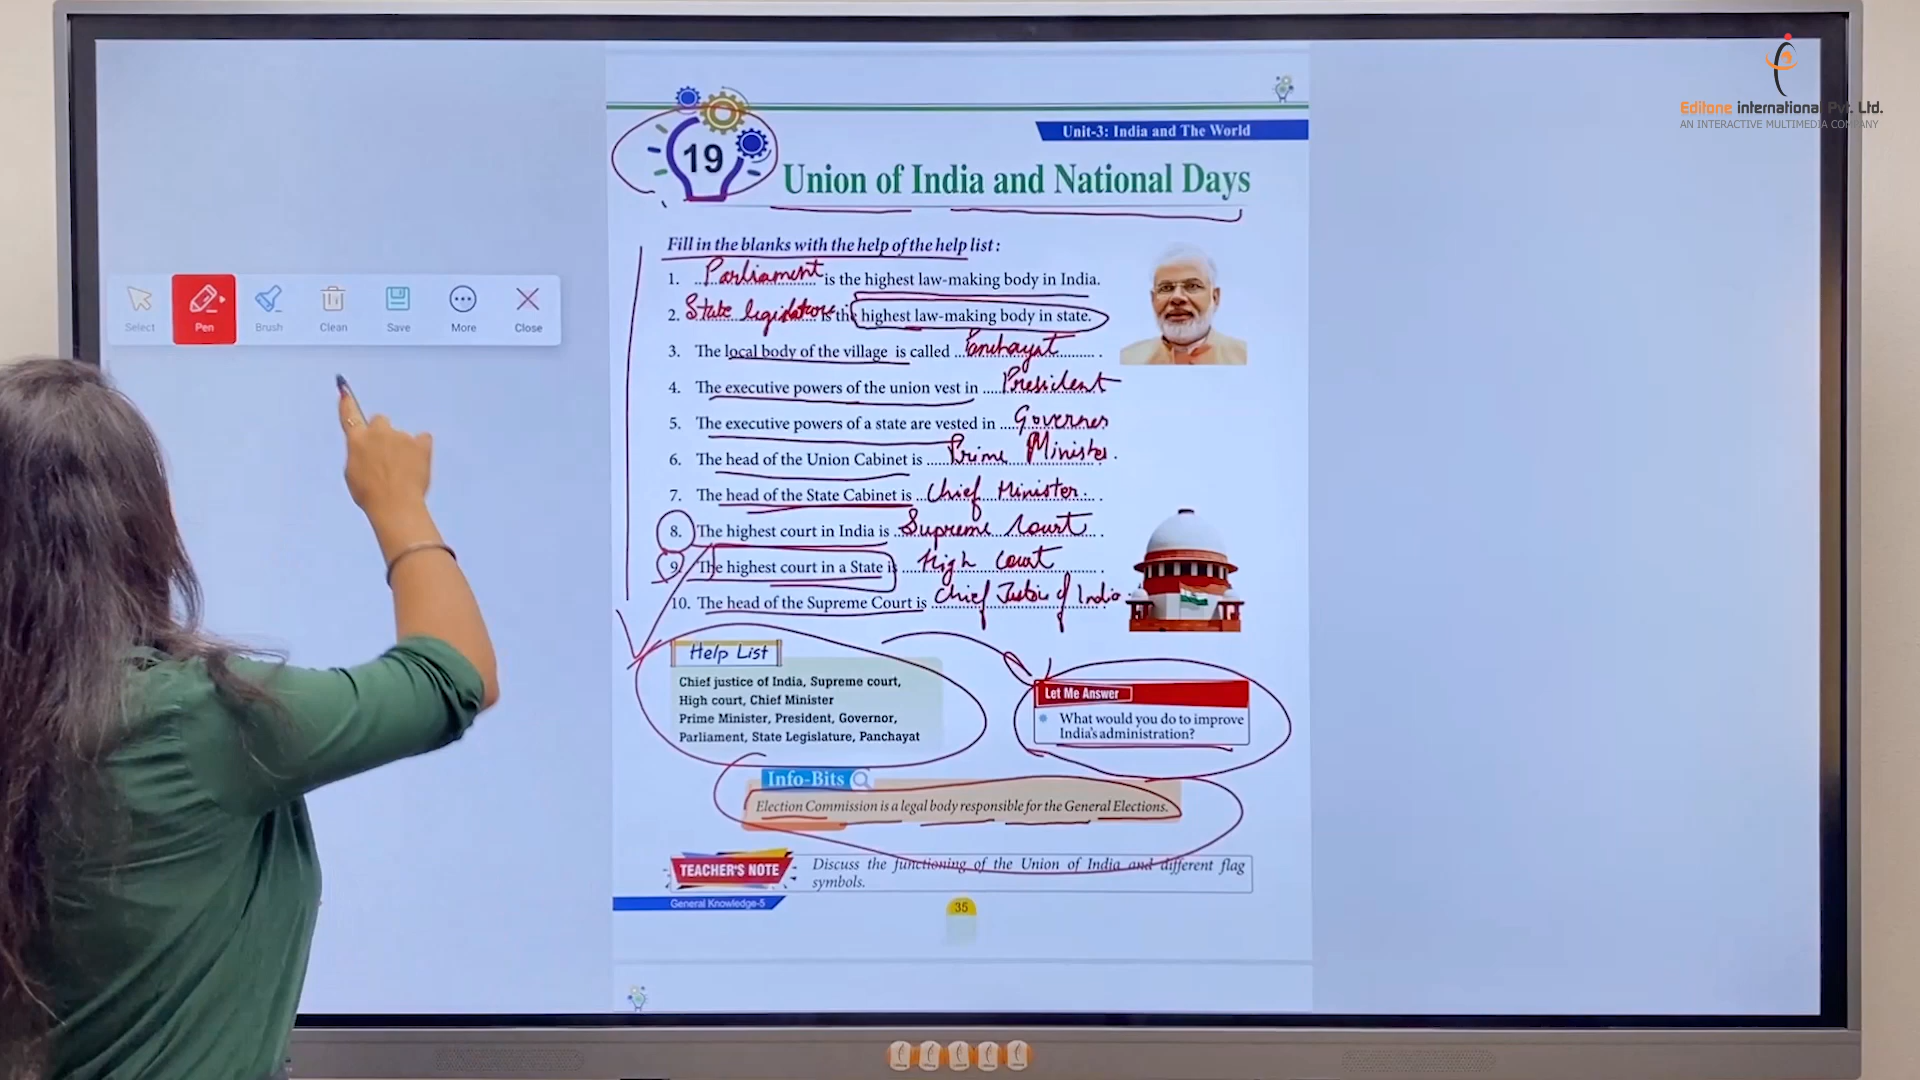 Editone international Pvt. Ltd.
AN INTERACTIVE MULTIMEDIA COMPANY
Unit-3: India and The World
19
Union of India and National Days
Fill in the blanks with the help of the help list :
1. Parliament is the highest law-making body in India.
2. State legislature is the highest law-making body in state.
3. The local body of the village is called Panchayat .
4. The executive powers of the union vest in President
5. The executive powers of a state are vested in Governer
6. The head of the Union Cabinet is Prime Minister .
7. The head of the State Cabinet is Chief Minister .
8. The highest court in India is Supreme Court .
9. The highest court in a State is High Court .
10. The head of the Supreme Court is Chief Justice of India .
Select Pen Brush Clean Save More Close
Help List
Chief justice of India, Supreme court,
High court, Chief Minister
Prime Minister, President, Governor,
Parliament, State Legislature, Panchayat
Let Me Answer
What would you do to improve
India's administration?
Info-Bits
Election Commission is a legal body responsible for the General Elections.
TEACHER'S NOTE
Discuss the functioning of the Union of India and different flag
symbols.
General Knowledge-5
35